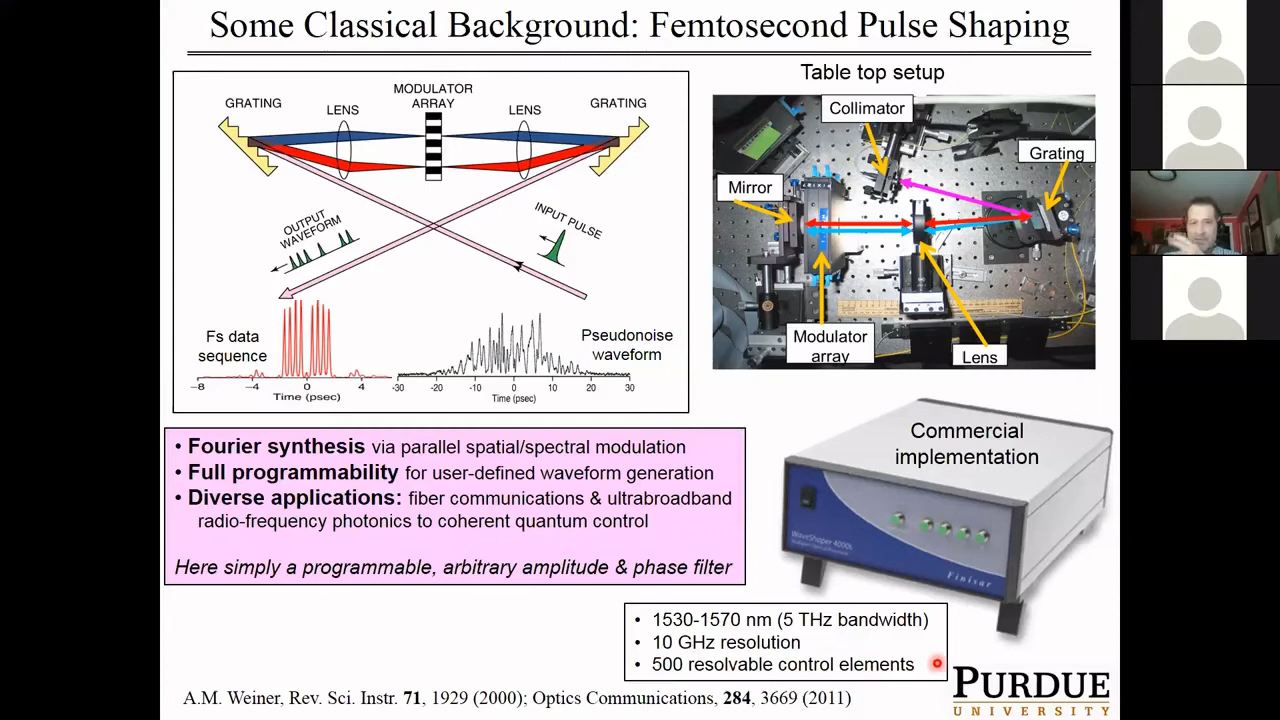 Some Classical Background: Femtosecond Pulse Shaping
GRATING
LENS
MODULATOR
ARRAY
LENS
GRATING
OUTPUT
WAVEFORM
INPUT PULSE
Fs data
sequence
-8 -4 0 4
Time (psec)
Pseudonoise
waveform
-30 -20 -10 0 10 20 30
Time (psec)
Table top setup
Collimator
Grating
Mirror
Modulator
array
Lens
• Fourier synthesis via parallel spatial/spectral modulation
• Full programmability for user-defined waveform generation
• Diverse applications: fiber communications & ultrabroadband
radio-frequency photonics to coherent quantum control
Here simply a programmable, arbitrary amplitude & phase filter
Commercial
implementation
WaveShaper 4000s
Finisar
• 1530-1570 nm (5 THz bandwidth)
• 10 GHz resolution
• 500 resolvable control elements
A.M. Weiner, Rev. Sci. Instr. 71, 1929 (2000); Optics Communications, 284, 3669 (2011)
PURDUE
UNIVERSITY